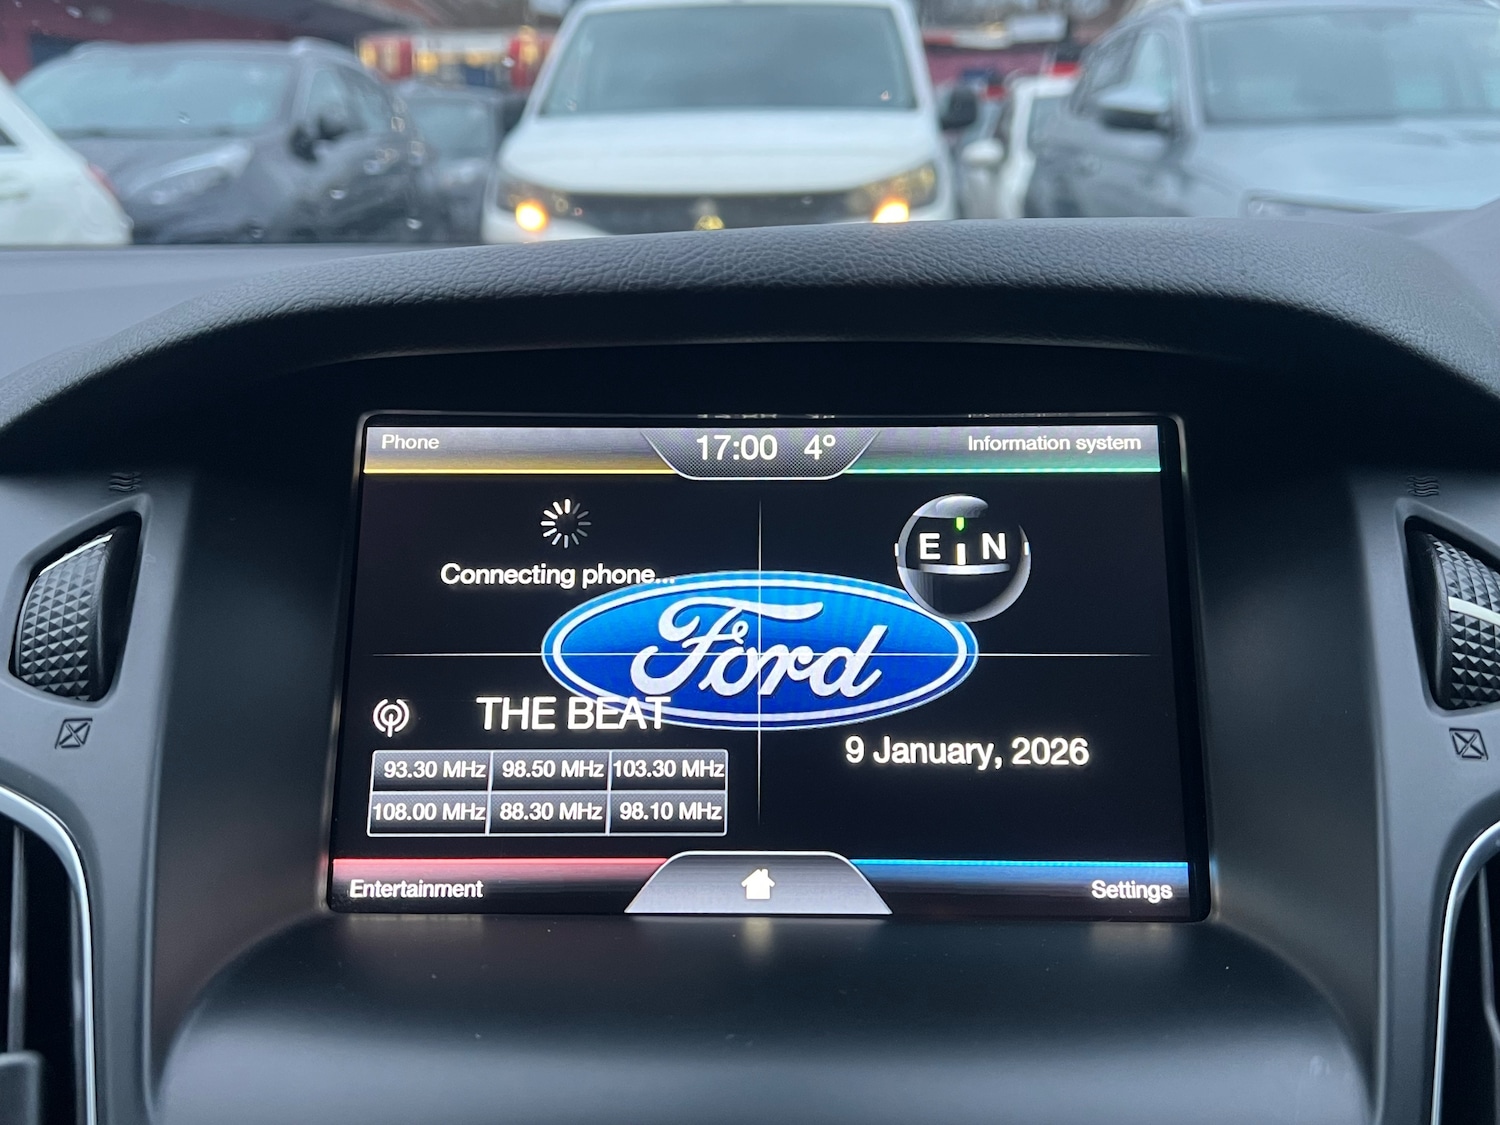 Phone
17:00 4°
Information system
Connecting phone...
E N
Ford
THE BEAT
93.30 MHz 98.50 MHz 103.30 MHz
108.00 MHz 88.30 MHz 98.10 MHz
9 January, 2026
Entertainment
Settings